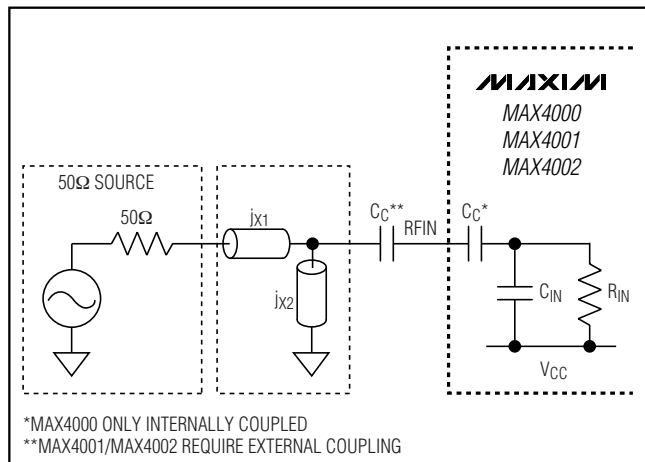 MAXIM
MAX4000
MAX4001
MAX4002
50Ω SOURCE
50Ω
jX1
jX2
CC**
RFIN
CC*
CIN
RIN
VCC
*MAX4000 ONLY INTERNALLY COUPLED
**MAX4001/MAX4002 REQUIRE EXTERNAL COUPLING